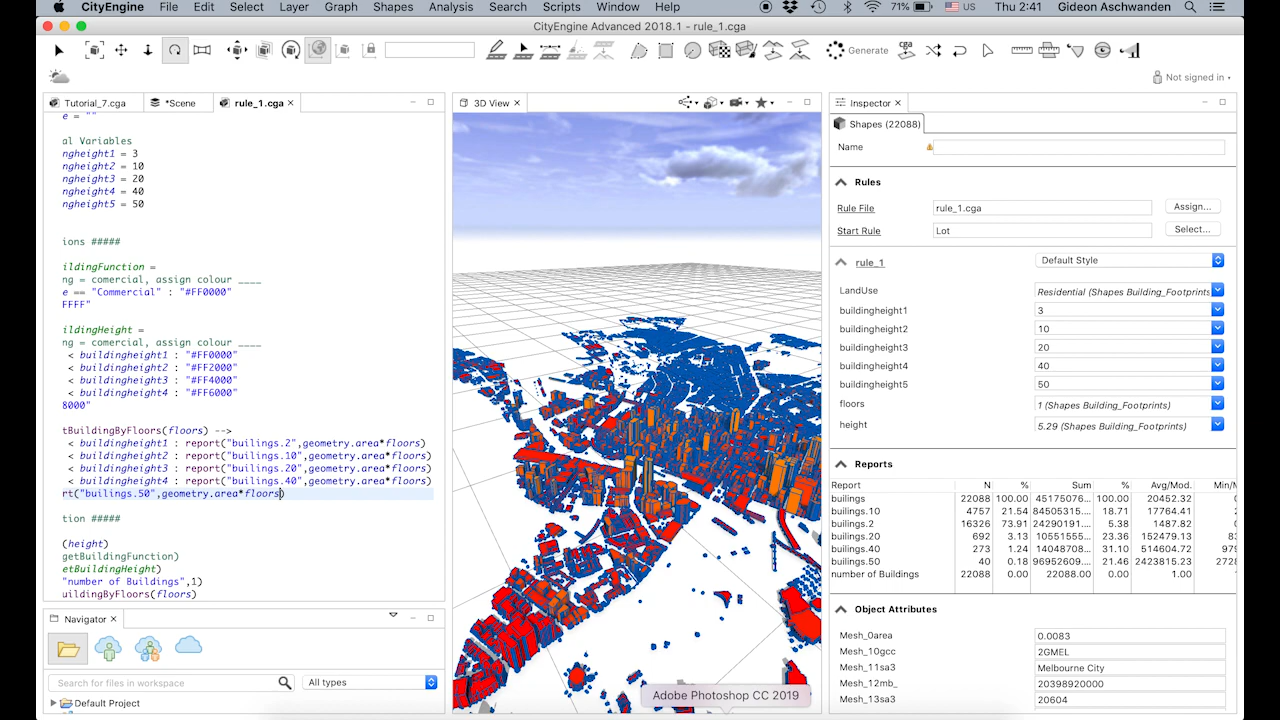 CityEngine File Edit Select Layer Graph Shapes Analysis Search Scripts Window Help 71% US Thu 2:41 Gideon Aschwanden
CityEngine Advanced 2018.1 - rule_1.cga
Generate cga
Not signed in
Tutorial_7.cga *Scene rule_1.cga
3D View
Inspector
Shapes (22088)
e = ""
al Variables
ngheight1 = 3
ngheight2 = 10
ngheight3 = 20
ngheight4 = 40
ngheight5 = 50
ions #####
ildingFunction =
ng = comercial, assign colour ____
e == "Commercial" : "#FF0000"
FFFF"
ildingHeight =
ng = comercial, assign colour ____
< buildingheight1 : "#FF0000"
< buildingheight2 : "#FF2000"
< buildingheight3 : "#FF4000"
< buildingheight4 : "#FF6000"
8000"
tBuildingByFloors(floors) -->
< buildingheight1 : report("builings.2",geometry.area*floors)
< buildingheight2 : report("builings.10",geometry.area*floors)
< buildingheight3 : report("builings.20",geometry.area*floors)
< buildingheight4 : report("builings.40",geometry.area*floors)
rt("builings.50",geometry.area*floors)
tion #####
(height)
getBuildingFunction)
etBuildingHeight)
"number of Buildings",1)
uildingByFloors(floors)
Navigator
Search for files in workspace All types
Default Project
Adobe Photoshop CC 2019
Name
Rules
Rule File rule_1.cga Assign...
Start Rule Lot Select...
rule_1 Default Style
LandUse Residential (Shapes Building_Footprints
buildingheight1 3
buildingheight2 10
buildingheight3 20
buildingheight4 40
buildingheight5 50
floors 1 (Shapes Building_Footprints)
height 5.29 (Shapes Building_Footprints)
Reports
Report N % Sum % Avg/Mod. Min/M
builings 22088 100.00 45175076... 100.00 20452.32
builings.10 4757 21.54 84505315.... 18.71 17764.41
builings.2 16326 73.91 24290191.... 5.38 1487.82
builings.20 692 3.13 10551555... 23.36 152479.13
builings.40 273 1.24 14048708... 31.10 514604.72 979
builings.50 40 0.18 96952609.... 21.46 2423815.23 2728
number of Buildings 22088 0.00 22088.00 0.00 1.00
Object Attributes
Mesh_0area 0.0083
Mesh_10gcc 2GMEL
Mesh_11sa3 Melbourne City
Mesh_12mb_ 20398920000
Mesh_13sa3 20604